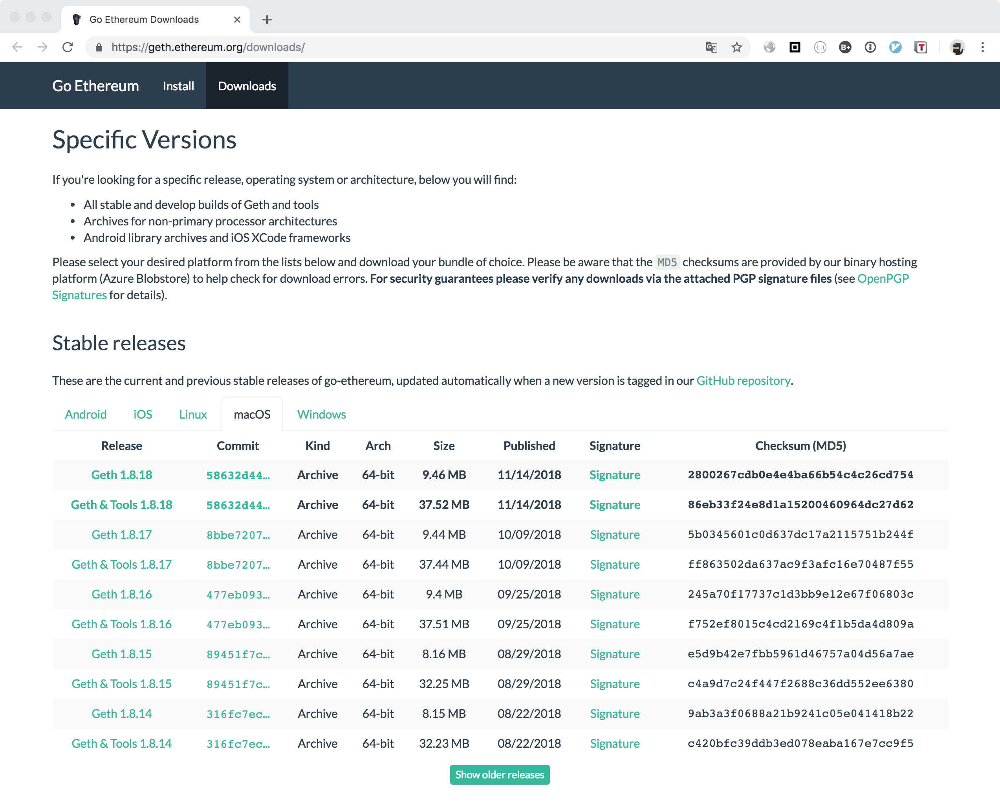 Go Ethereum Downloads
https://geth.ethereum.org/downloads/
Go Ethereum Install Downloads
Specific Versions
If you're looking for a specific release, operating system or architecture, below you will find:
• All stable and develop builds of Geth and tools
• Archives for non-primary processor architectures
• Android library archives and iOS XCode frameworks
Please select your desired platform from the lists below and download your bundle of choice. Please be aware that the MD5 checksums are provided by our binary hosting
platform (Azure Blobstore) to help check for download errors. For security guarantees please verify any downloads via the attached PGP signature files (see OpenPGP
Signatures for details).
Stable releases
These are the current and previous stable releases of go-ethereum, updated automatically when a new version is tagged in our GitHub repository.
Android iOS Linux macOS Windows
Release Commit Kind Arch Size Published Signature Checksum (MD5)
Geth 1.8.18 58632d44… Archive 64-bit 9.46 MB 11/14/2018 Signature 2800267cdb0e4e4ba66b54c4c26cd754
Geth & Tools 1.8.18 58632d44… Archive 64-bit 37.52 MB 11/14/2018 Signature 86eb33f24e8d1a15200460964dc27d62
Geth 1.8.17 8bbe7207… Archive 64-bit 9.44 MB 10/09/2018 Signature 5b0345601c0d637dc17a2115751b244f
Geth & Tools 1.8.17 8bbe7207… Archive 64-bit 37.44 MB 10/09/2018 Signature ff863502da637ac9f3afc16e70487f55
Geth 1.8.16 477eb093… Archive 64-bit 9.4 MB 09/25/2018 Signature 245a70f17737c1d3bb9e12e67f06803c
Geth & Tools 1.8.16 477eb093… Archive 64-bit 37.51 MB 09/25/2018 Signature f752ef8015c4cd2169c4f1b5da4d809a
Geth 1.8.15 89451f7c… Archive 64-bit 8.16 MB 08/29/2018 Signature e5d9b42e7fbb5961d46757a04d56a7ae
Geth & Tools 1.8.15 89451f7c… Archive 64-bit 32.25 MB 08/29/2018 Signature c4a9d7c24f447f2688c36dd552ee6380
Geth 1.8.14 316fc7ec… Archive 64-bit 8.15 MB 08/22/2018 Signature 9ab3a3f0688a21b9241c05e041418b22
Geth & Tools 1.8.14 316fc7ec… Archive 64-bit 32.23 MB 08/22/2018 Signature c420bfc39ddb3ed078eaba167e7cc9f5
Show older releases